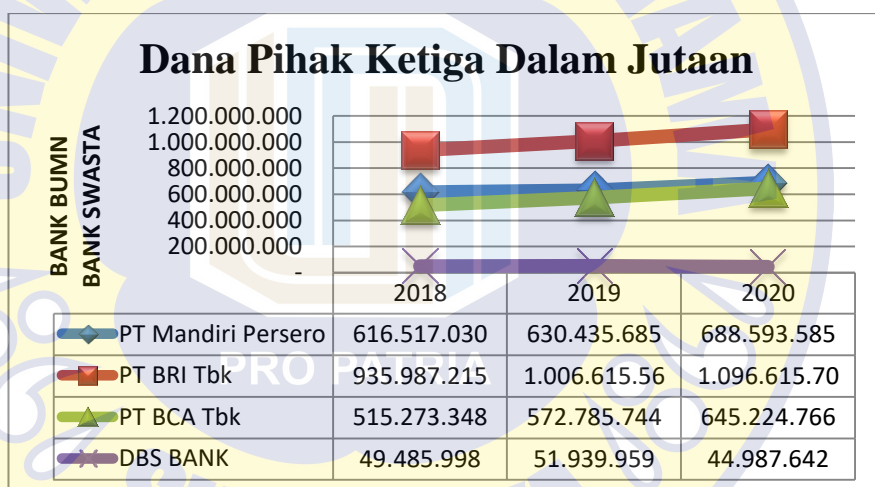 Dana Pihak Ketiga Dalam Jutaan
BANK BUMN
BANK SWASTA
1.200.000.000
1.000.000.000
800.000.000
600.000.000
400.000.000
200.000.000
-
2018 2019 2020
PT Mandiri Persero 616.517.030 630.435.685 688.593.585
PT BRI Tbk 935.987.215 1.006.615.56 1.096.615.70
PT BCA Tbk 515.273.348 572.785.744 645.224.766
DBS BANK 49.485.998 51.939.959 44.987.642
PRO PATRIA